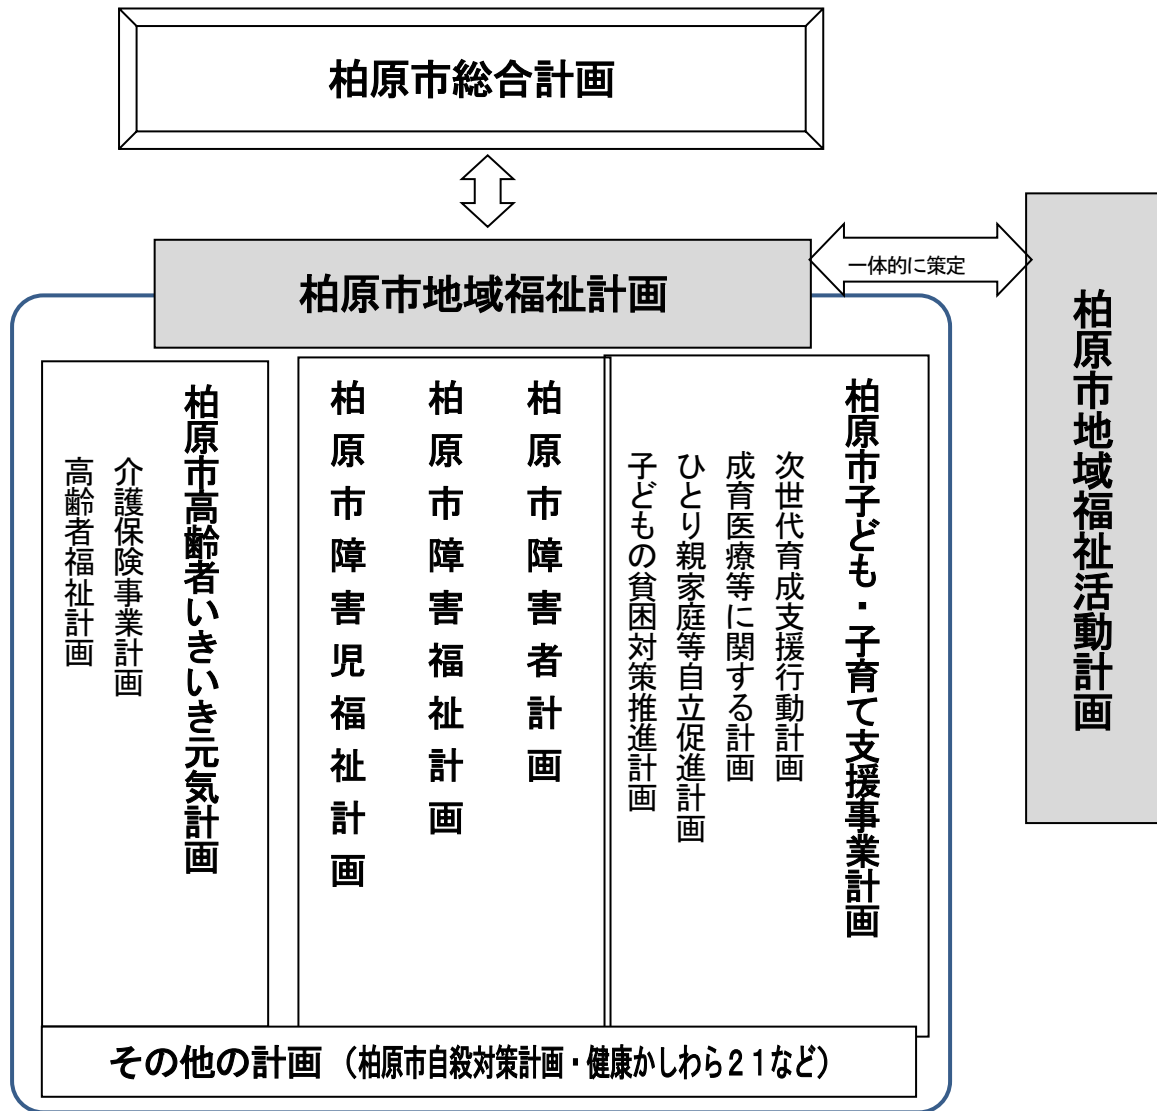 柏原市総合計画
一体的に策定
柏原市地域福祉計画
柏原市地域福祉活動計画
柏原市子ども・子育て支援事業計画
次世代育成支援行動計画
成育医療等に関する計画
ひとり親家庭等自立促進計画
子どもの貧困対策推進計画
柏原市障害者計画
柏原市障害福祉計画
柏原市障害児福祉計画
柏原市高齢者いきいき元気計画
介護保険事業計画
高齢者福祉計画
その他の計画（柏原市自殺対策計画・健康かしわら２１など）